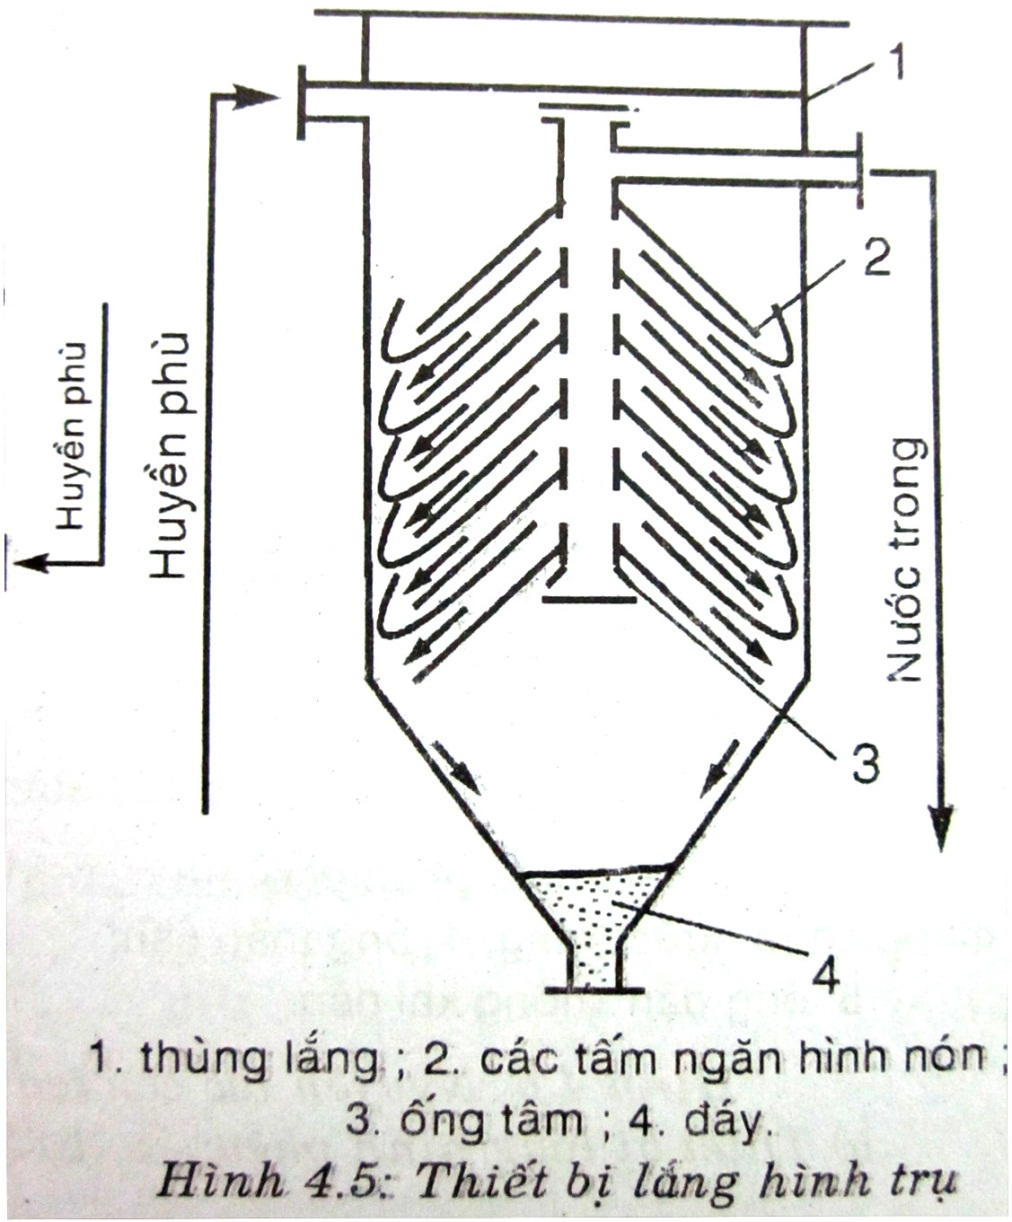 1
2
Huyền phù
Huyền phù
Nước trong
3
4
1. thùng lắng ; 2. các tấm ngăn hình nón ;
3. ống tâm ; 4. đáy.
Hình 4.5: Thiết bị lắng hình trụ